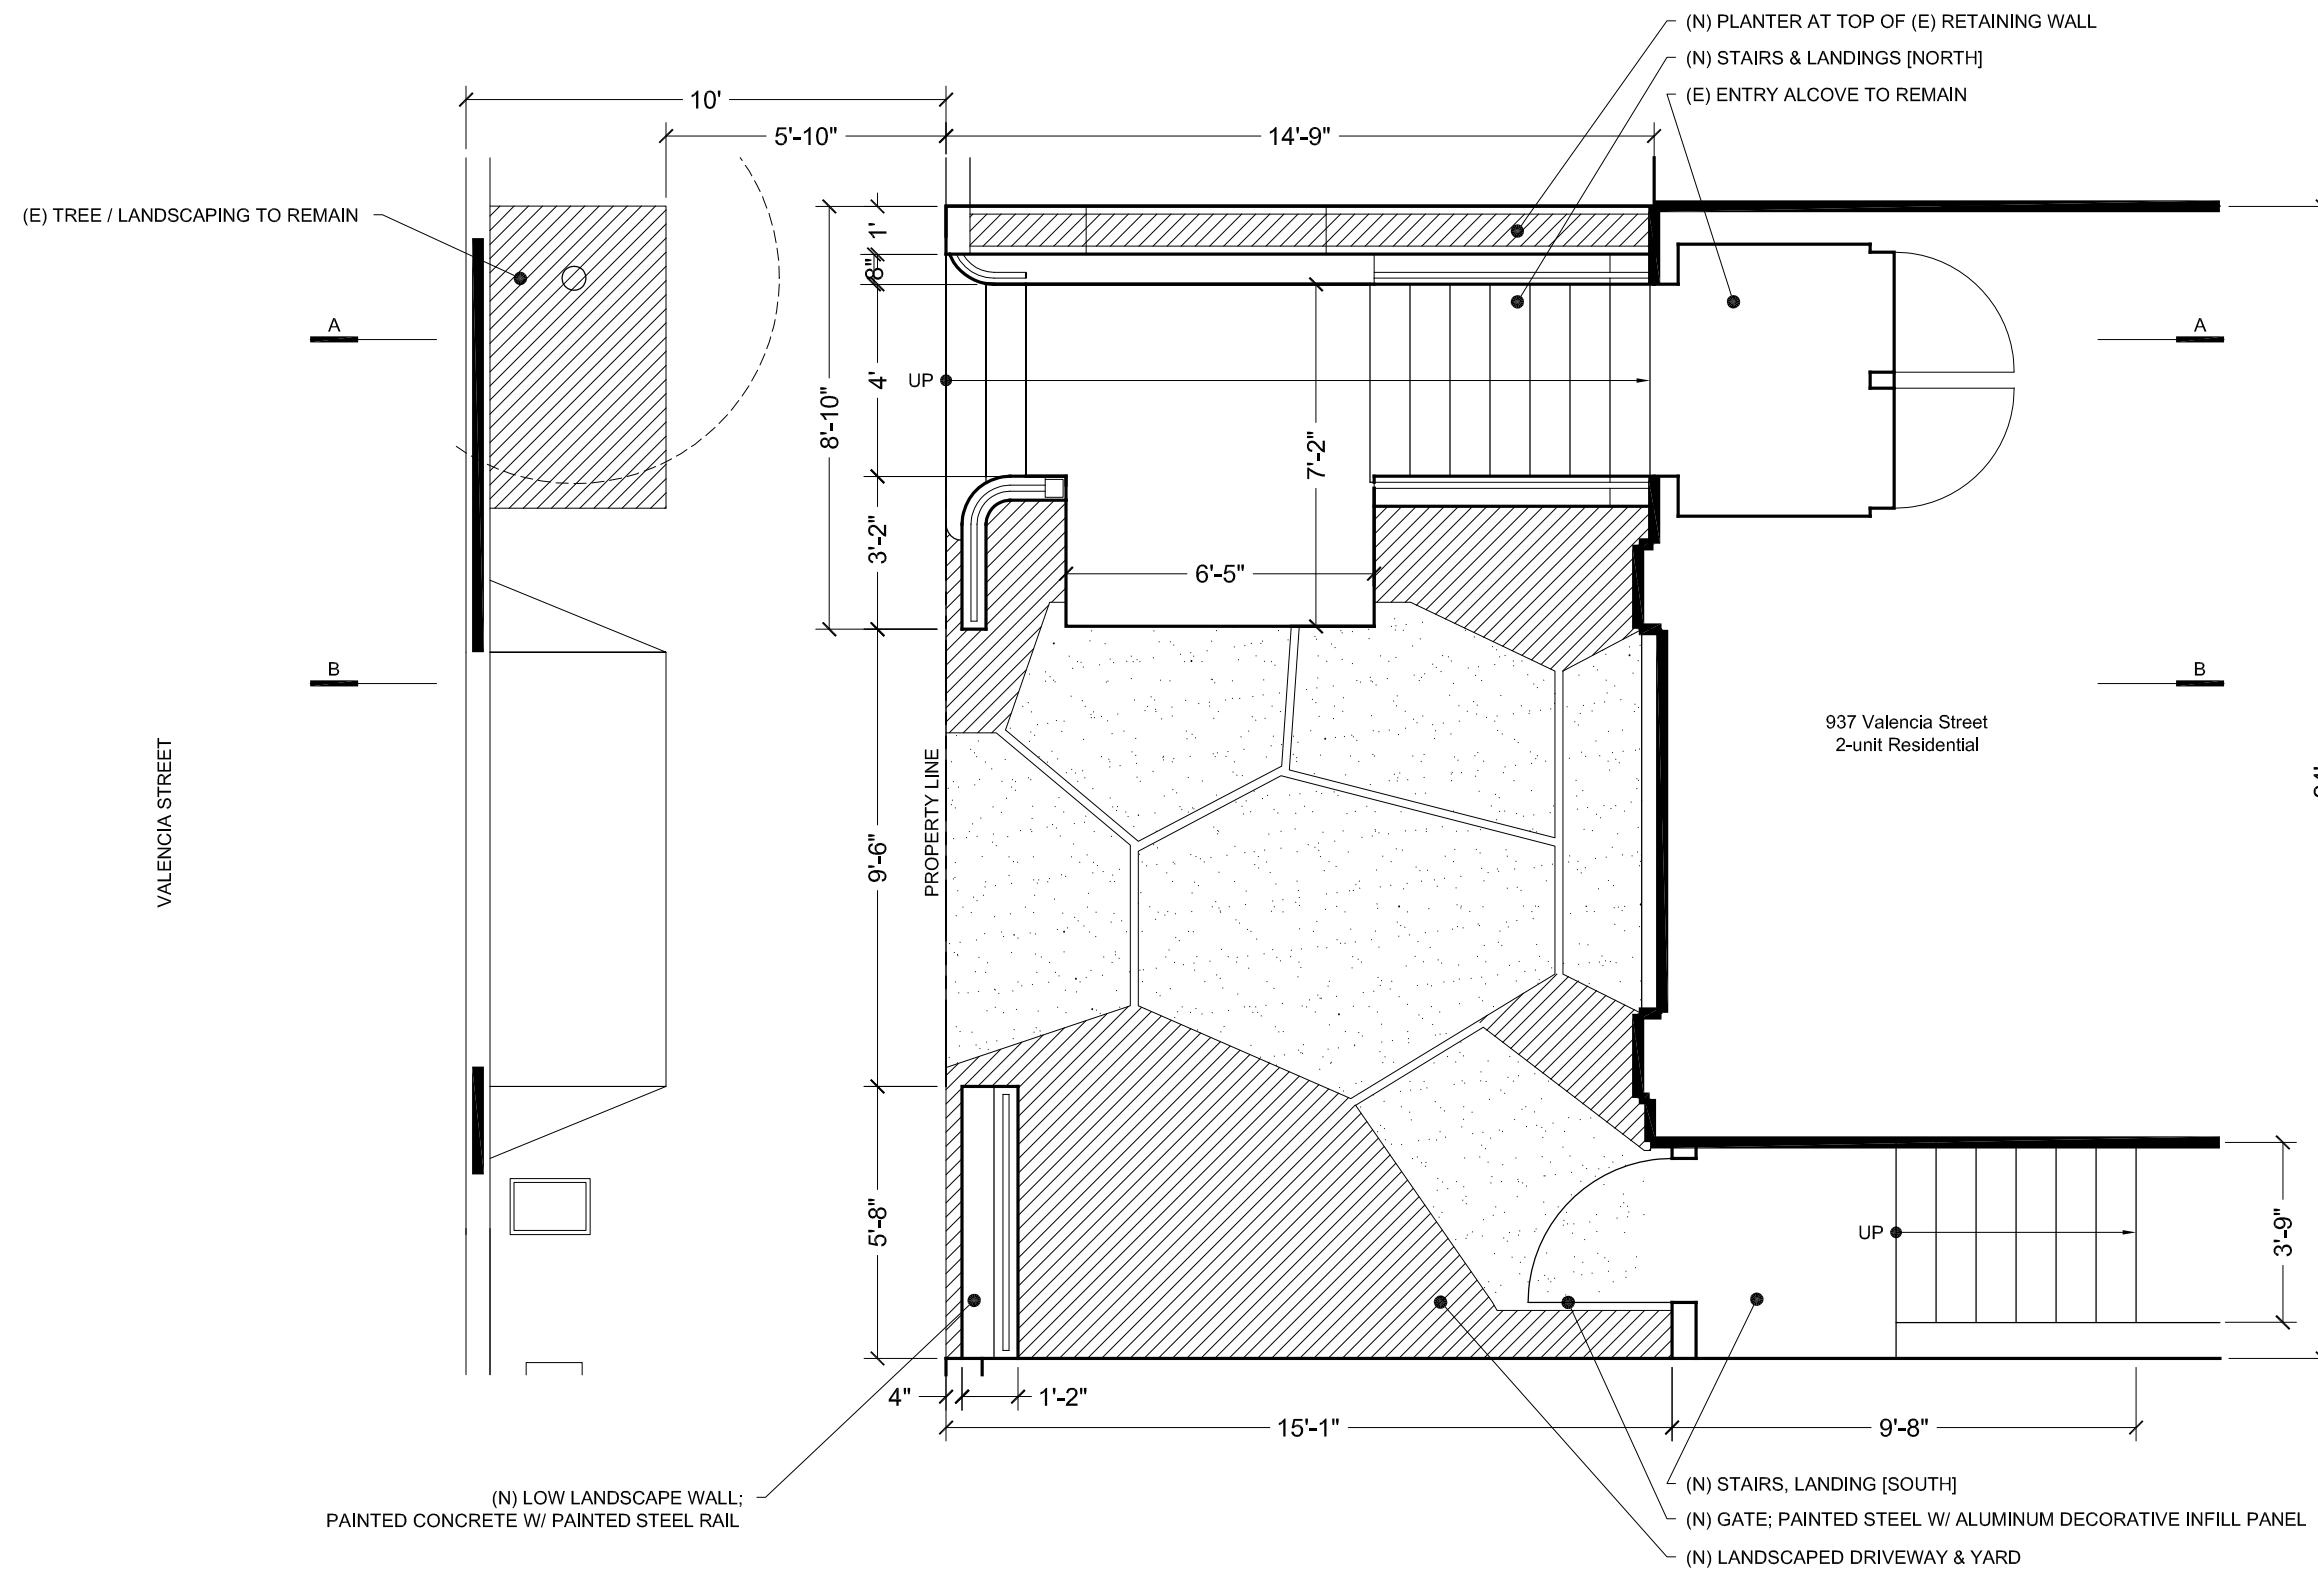 (N) PLANTER AT TOP OF (E) RETAINING WALL
(N) STAIRS & LANDINGS [NORTH]
(E) ENTRY ALCOVE TO REMAIN
10'
5'-10"
14'-9"
(E) TREE / LANDSCAPING TO REMAIN
1'
8"
A
A
UP
4'
8'-10"
7'-2"
3'-2"
6'-5"
B
B
937 Valencia Street
2-unit Residential
VALENCIA STREET
PROPERTY LINE
9'-6"
5'-8"
UP
3'-9"
4"
1'-2"
15'-1"
9'-8"
(N) LOW LANDSCAPE WALL;
PAINTED CONCRETE W/ PAINTED STEEL RAIL
(N) STAIRS, LANDING [SOUTH]
(N) GATE; PAINTED STEEL W/ ALUMINUM DECORATIVE INFILL PANEL
(N) LANDSCAPED DRIVEWAY & YARD